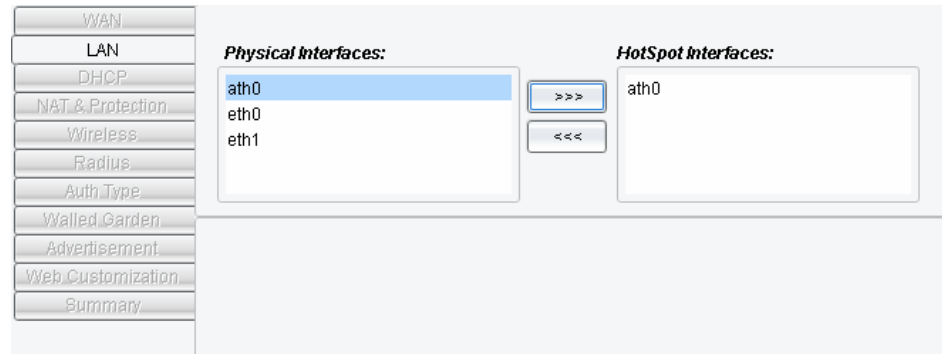 WAN
LAN
DHCP
NAT & Protection
Wireless
Radius
Auth Type
Walled Garden
Advertisement
Web Customization
Summary
Physical Interfaces:
ath0
eth0
eth1
>>>
<<<
HotSpot Interfaces:
ath0